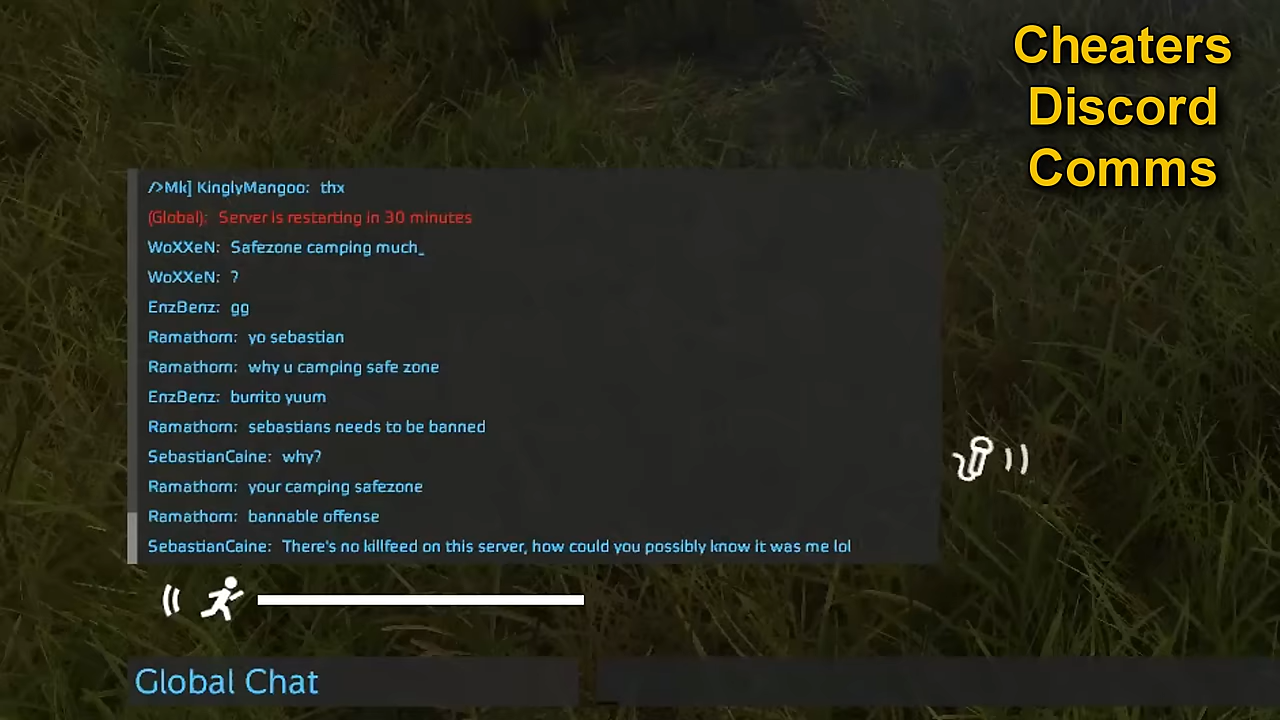 Cheaters
Discord
Comms
/>Mk] KinglyMangoo: thx
(Global): Server is restarting in 30 minutes
WoXXeN: Safezone camping much_
WoXXeN: ?
EnzBenz: gg
Ramathorn: yo sebastian
Ramathorn: why u camping safe zone
EnzBenz: burrito yuum
Ramathorn: sebastians needs to be banned
SebastianCaine: why?
Ramathorn: your camping safezone
Ramathorn: bannable offense
SebastianCaine: There's no killfeed on this server, how could you possibly know it was me lol
Global Chat